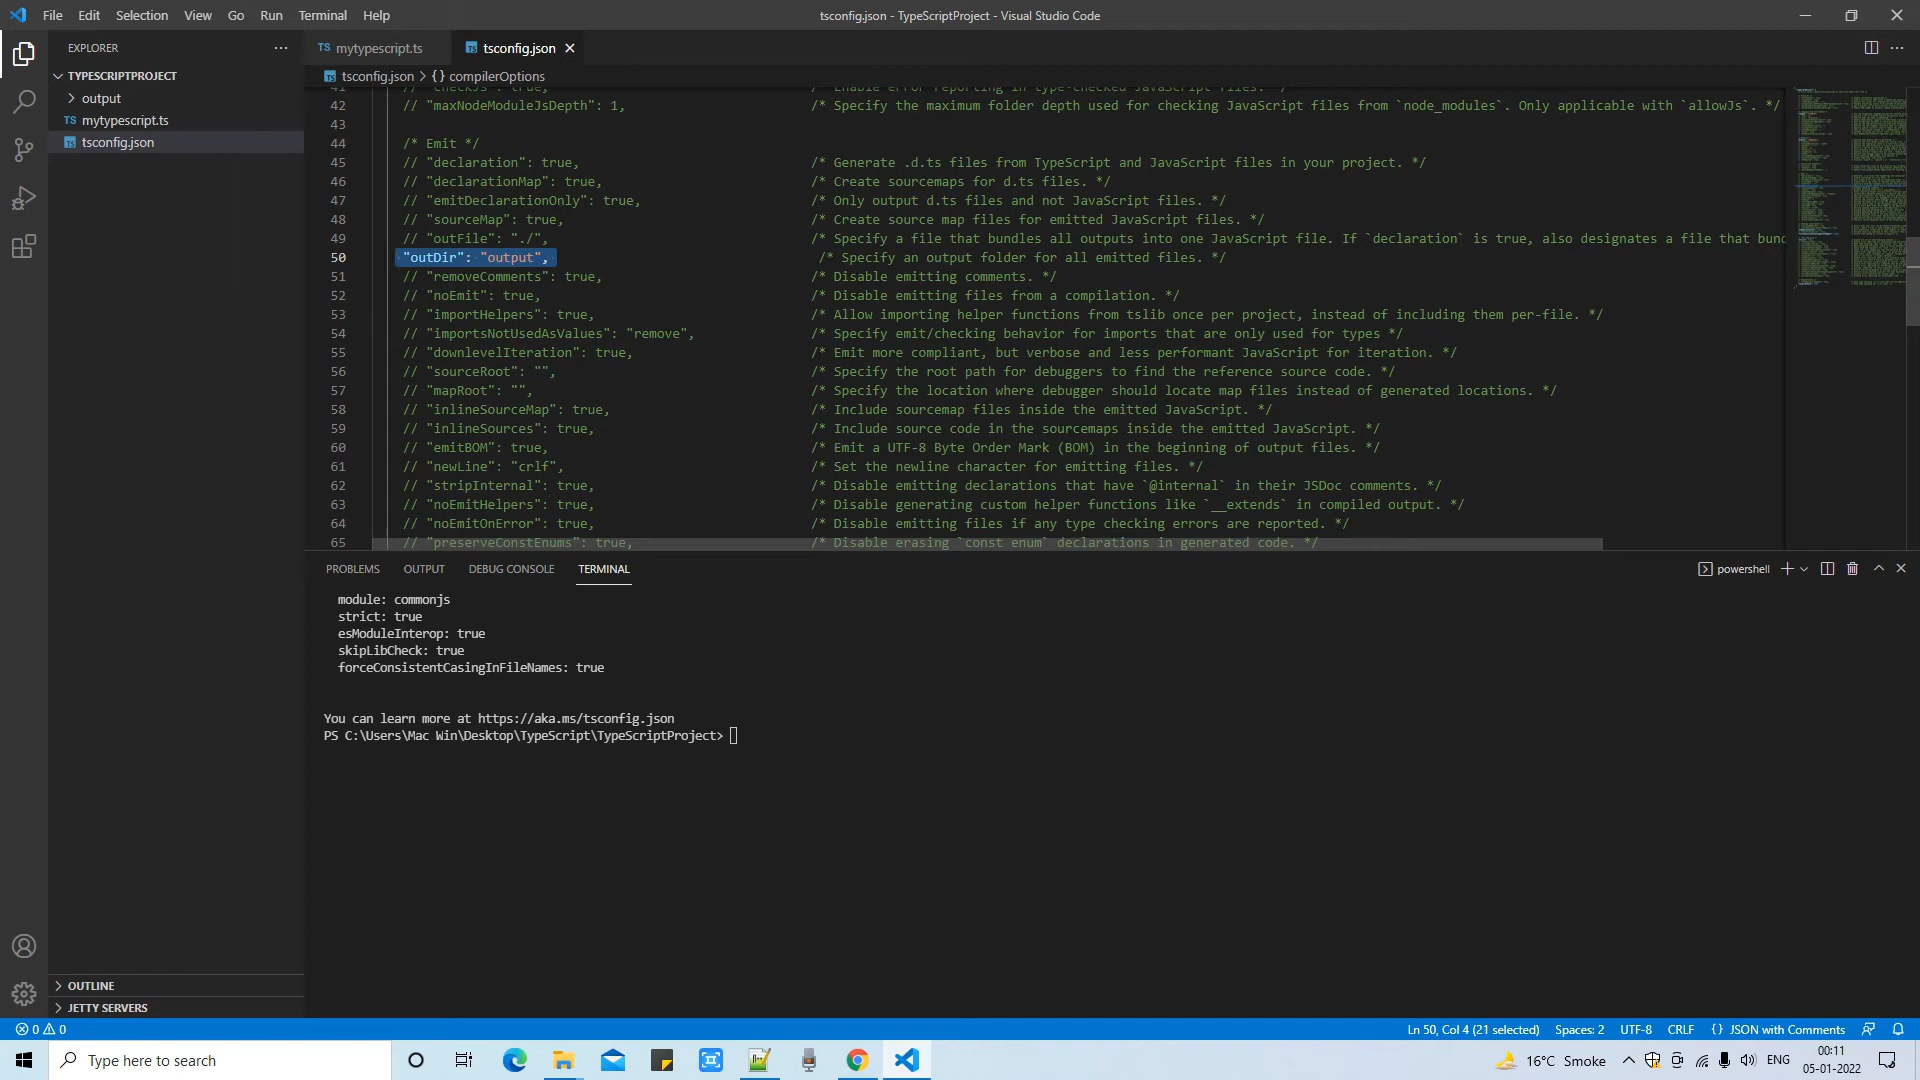 File Edit Selection View Go Run Terminal Help
tsconfig.json - TypeScriptProject - Visual Studio Code
EXPLORER
TYPESCRIPTPROJECT
output
TS mytypescript.ts
tsconfig.json
OUTLINE
JETTY SERVERS
TS mytypescript.ts
tsconfig.json
tsconfig.json > {} compilerOptions
41 // "checkJs": true, /* Enable error reporting in type-checked JavaScript files. */
42 // "maxNodeModuleJsDepth": 1, /* Specify the maximum folder depth used for checking JavaScript files from `node_modules`. Only applicable with `allowJs`. */
43
44 /* Emit */
45 // "declaration": true, /* Generate .d.ts files from TypeScript and JavaScript files in your project. */
46 // "declarationMap": true, /* Create sourcemaps for d.ts files. */
47 // "emitDeclarationOnly": true, /* Only output d.ts files and not JavaScript files. */
48 // "sourceMap": true, /* Create source map files for emitted JavaScript files. */
49 // "outFile": "./", /* Specify a file that bundles all outputs into one JavaScript file. If `declaration` is true, also designates a file that bund
50 "outDir": "output", /* Specify an output folder for all emitted files. */
51 // "removeComments": true, /* Disable emitting comments. */
52 // "noEmit": true, /* Disable emitting files from a compilation. */
53 // "importHelpers": true, /* Allow importing helper functions from tslib once per project, instead of including them per-file. */
54 // "importsNotUsedAsValues": "remove", /* Specify emit/checking behavior for imports that are only used for types */
55 // "downlevelIteration": true, /* Emit more compliant, but verbose and less performant JavaScript for iteration. */
56 // "sourceRoot": "", /* Specify the root path for debuggers to find the reference source code. */
57 // "mapRoot": "", /* Specify the location where debugger should locate map files instead of generated locations. */
58 // "inlineSourceMap": true, /* Include sourcemap files inside the emitted JavaScript. */
59 // "inlineSources": true, /* Include source code in the sourcemaps inside the emitted JavaScript. */
60 // "emitBOM": true, /* Emit a UTF-8 Byte Order Mark (BOM) in the beginning of output files. */
61 // "newLine": "crlf", /* Set the newline character for emitting files. */
62 // "stripInternal": true, /* Disable emitting declarations that have `@internal` in their JSDoc comments. */
63 // "noEmitHelpers": true, /* Disable generating custom helper functions like `__extends` in compiled output. */
64 // "noEmitOnError": true, /* Disable emitting files if any type checking errors are reported. */
65 // "preserveConstEnums": true, /* Disable erasing `const enum` declarations in generated code. */
PROBLEMS OUTPUT DEBUG CONSOLE TERMINAL
powershell
module: commonjs
strict: true
esModuleInterop: true
skipLibCheck: true
forceConsistentCasingInFileNames: true
You can learn more at https://aka.ms/tsconfig.json
PS C:\Users\Mac Win\Desktop\TypeScript\TypeScriptProject>
0 0
Ln 50, Col 4 (21 selected) Spaces: 2 UTF-8 CRLF {} JSON with Comments
Type here to search
16°C Smoke
ENG
00:11
05-01-2022